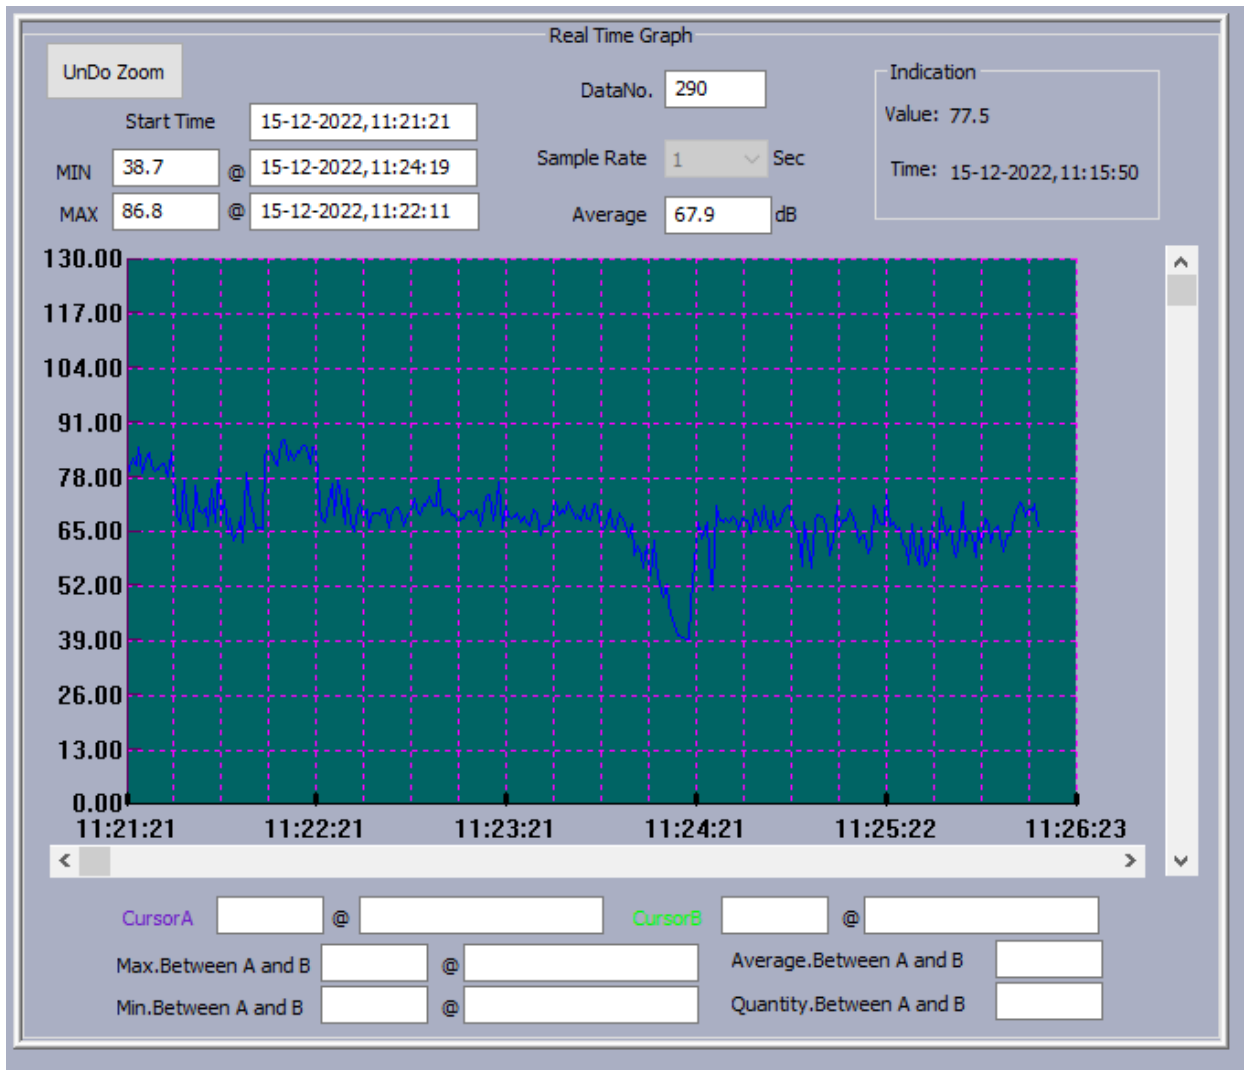 Real Time Graph
UnDo Zoom
DataNo. 290
Indication
Value: 77.5
Time: 15-12-2022,11:15:50
Start Time 15-12-2022,11:21:21
MIN 38.7 @ 15-12-2022,11:24:19
MAX 86.8 @ 15-12-2022,11:22:11
Sample Rate 1 Sec
Average 67.9 dB
130.00
117.00
104.00
91.00
78.00
65.00
52.00
39.00
26.00
13.00
0.00
11:21:21 11:22:21 11:23:21 11:24:21 11:25:22 11:26:23
CursorA @ CursorB @
Max.Between A and B @ Average.Between A and B
Min.Between A and B @ Quantity.Between A and B